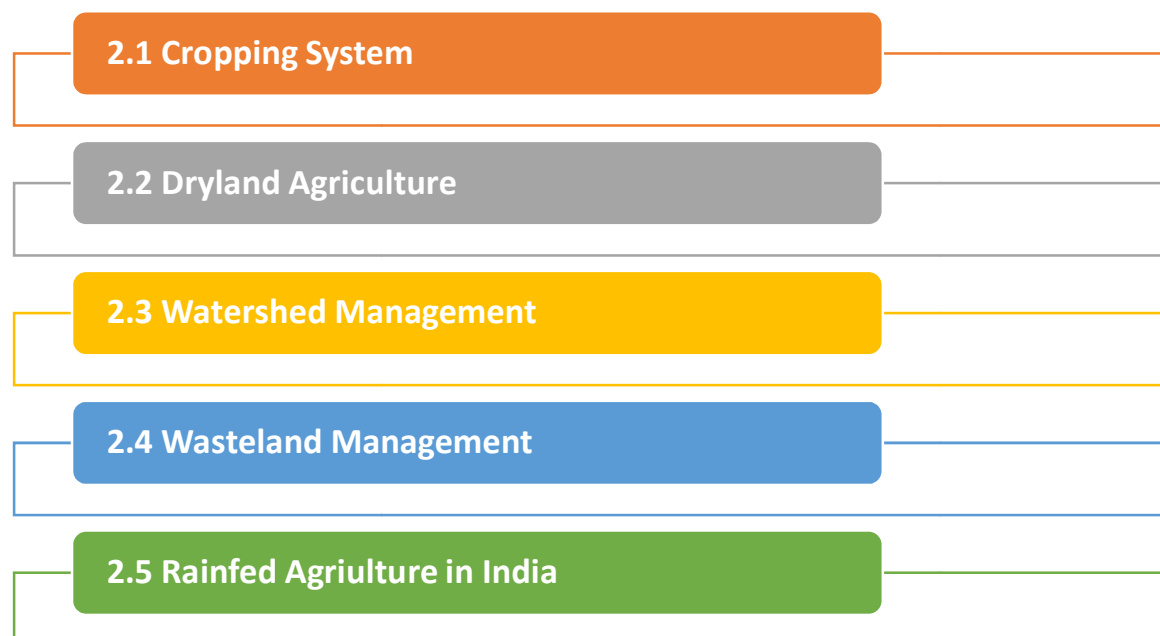 2.1 Cropping System
2.2 Dryland Agriculture
2.3 Watershed Management
2.4 Wasteland Management
2.5 Rainfed Agriulture in India